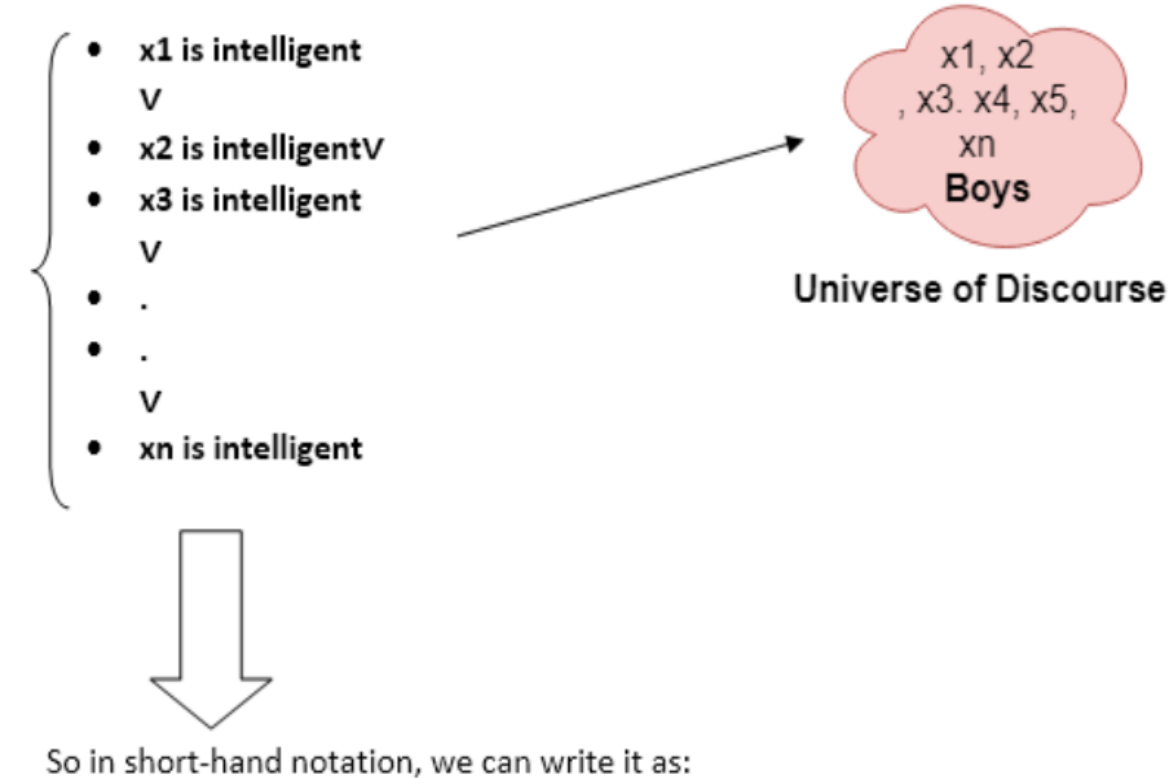 • x1 is intelligent
V
• x2 is intelligentV
• x3 is intelligent
V
• .
• .
V
• xn is intelligent
x1, x2
, x3. x4, x5,
xn
Boys
Universe of Discourse
So in short-hand notation, we can write it as: